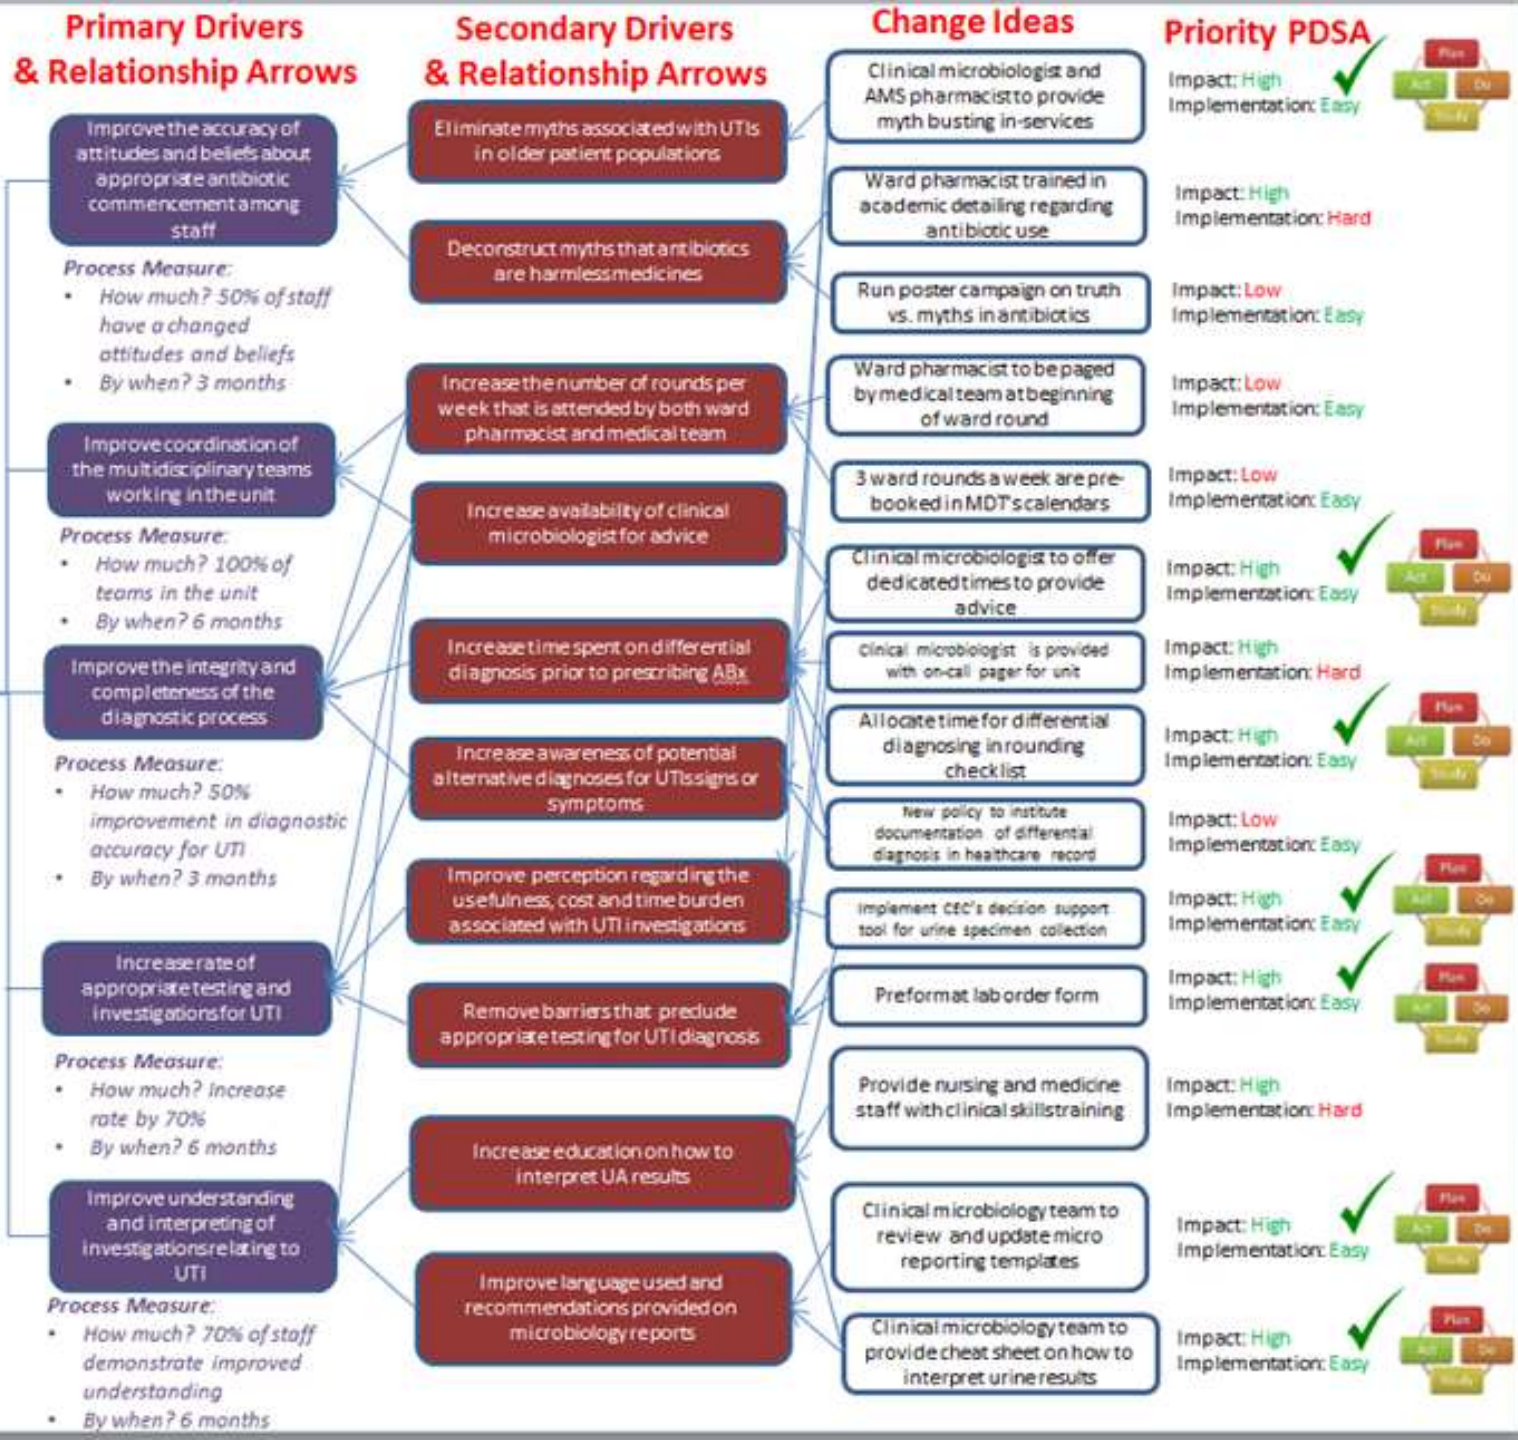 Primary Drivers
& Relationship Arrows
Improve the accuracy of
attitudes and beliefs about
appropriate antibiotic
commencement among
staff
Process Measure:
• How much? 50% of staff
have a changed
attitudes and beliefs
• By when? 3 months
Improve coordination of
the multidisciplinary teams
working in the unit
Process Measure:
• How much? 100% of
teams in the unit
• By when? 6 months
Improve the integrity and
completeness of the
diagnostic process
Process Measure:
• How much? 50%
improvement in diagnostic
accuracy for UTI
• By when? 3 months
Increase rate of
appropriate testing and
investigations for UTI
Process Measure:
• How much? Increase
rate by 70%
• By when? 6 months
Improve understanding
and interpreting of
investigations relating to
UTI
Process Measure:
• How much? 70% of staff
demonstrate improved
understanding
• By when? 6 months
Secondary Drivers
& Relationship Arrows
Eliminate myths associated with UTIs
in older patient populations
Deconstruct myths that antibiotics
are harmless medicines
Increase the number of rounds per
week that is attended by both ward
pharmacist and medical team
Increase availability of clinical
microbiologist for advice
Increase time spent on differential
diagnosis prior to prescribing ABx
Increase awareness of potential
alternative diagnoses for UTIs signs or
symptoms
Improve perception regarding the
usefulness, cost and time burden
associated with UTI investigations
Remove barriers that preclude
appropriate testing for UTI diagnosis
Increase education on how to
interpret UA results
Improve language used and
recommendations provided on
microbiology reports
Change Ideas
Clinical microbiologist and
AMS pharmacist to provide
myth busting in-services
Ward pharmacist trained in
academic detailing regarding
antibiotic use
Run poster campaign on truth
vs. myths in antibiotics
Ward pharmacist to be paged
by medical team at beginning
of ward round
3 ward rounds a week are pre-
booked in MDT's calendars
Clinical microbiologist to offer
dedicated times to provide
advice
Clinical microbiologist is provided
with on-call pager for unit
Allocate time for differential
diagnosing in rounding
checklist
New policy to institute
documentation of differential
diagnosis in healthcare record
Implement CEC's decision support
tool for urine specimen collection
Preformat lab order form
Provide nursing and medicine
staff with clinical skills training
Clinical microbiology team to
review and update micro
reporting templates
Clinical microbiology team to
provide cheat sheet on how to
interpret urine results
Priority PDSA
Impact: High
Implementation: Easy
Plan
Act Do
Study
Impact: High
Implementation: Hard
Impact: Low
Implementation: Easy
Impact: Low
Implementation: Easy
Impact: Low
Implementation: Easy
Impact: High
Implementation: Easy
Plan
Act Do
Study
Impact: High
Implementation: Hard
Impact: High
Implementation: Easy
Plan
Act Do
Study
Impact: Low
Implementation: Easy
Impact: High
Implementation: Easy
Plan
Act Do
Study
Impact: High
Implementation: Easy
Plan
Act Do
Study
Impact: High
Implementation: Hard
Impact: High
Implementation: Easy
Plan
Act Do
Study
Impact: High
Implementation: Easy
Plan
Act Do
Study